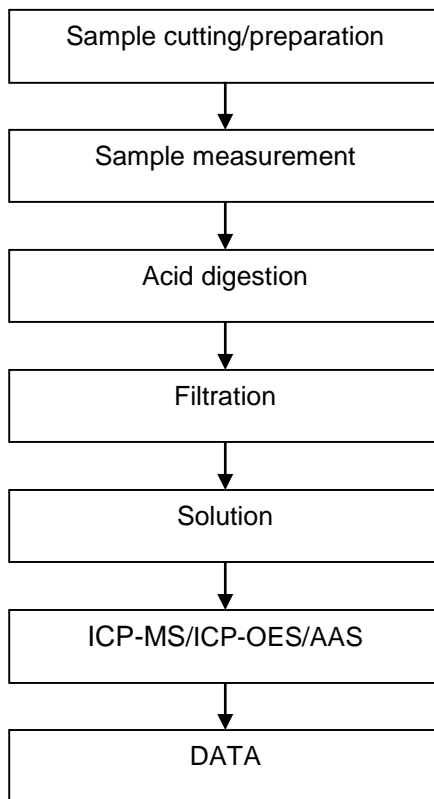 Sample cutting/preparation
Sample measurement
Acid digestion
Filtration
Solution
ICP-MS/ICP-OES/AAS
DATA